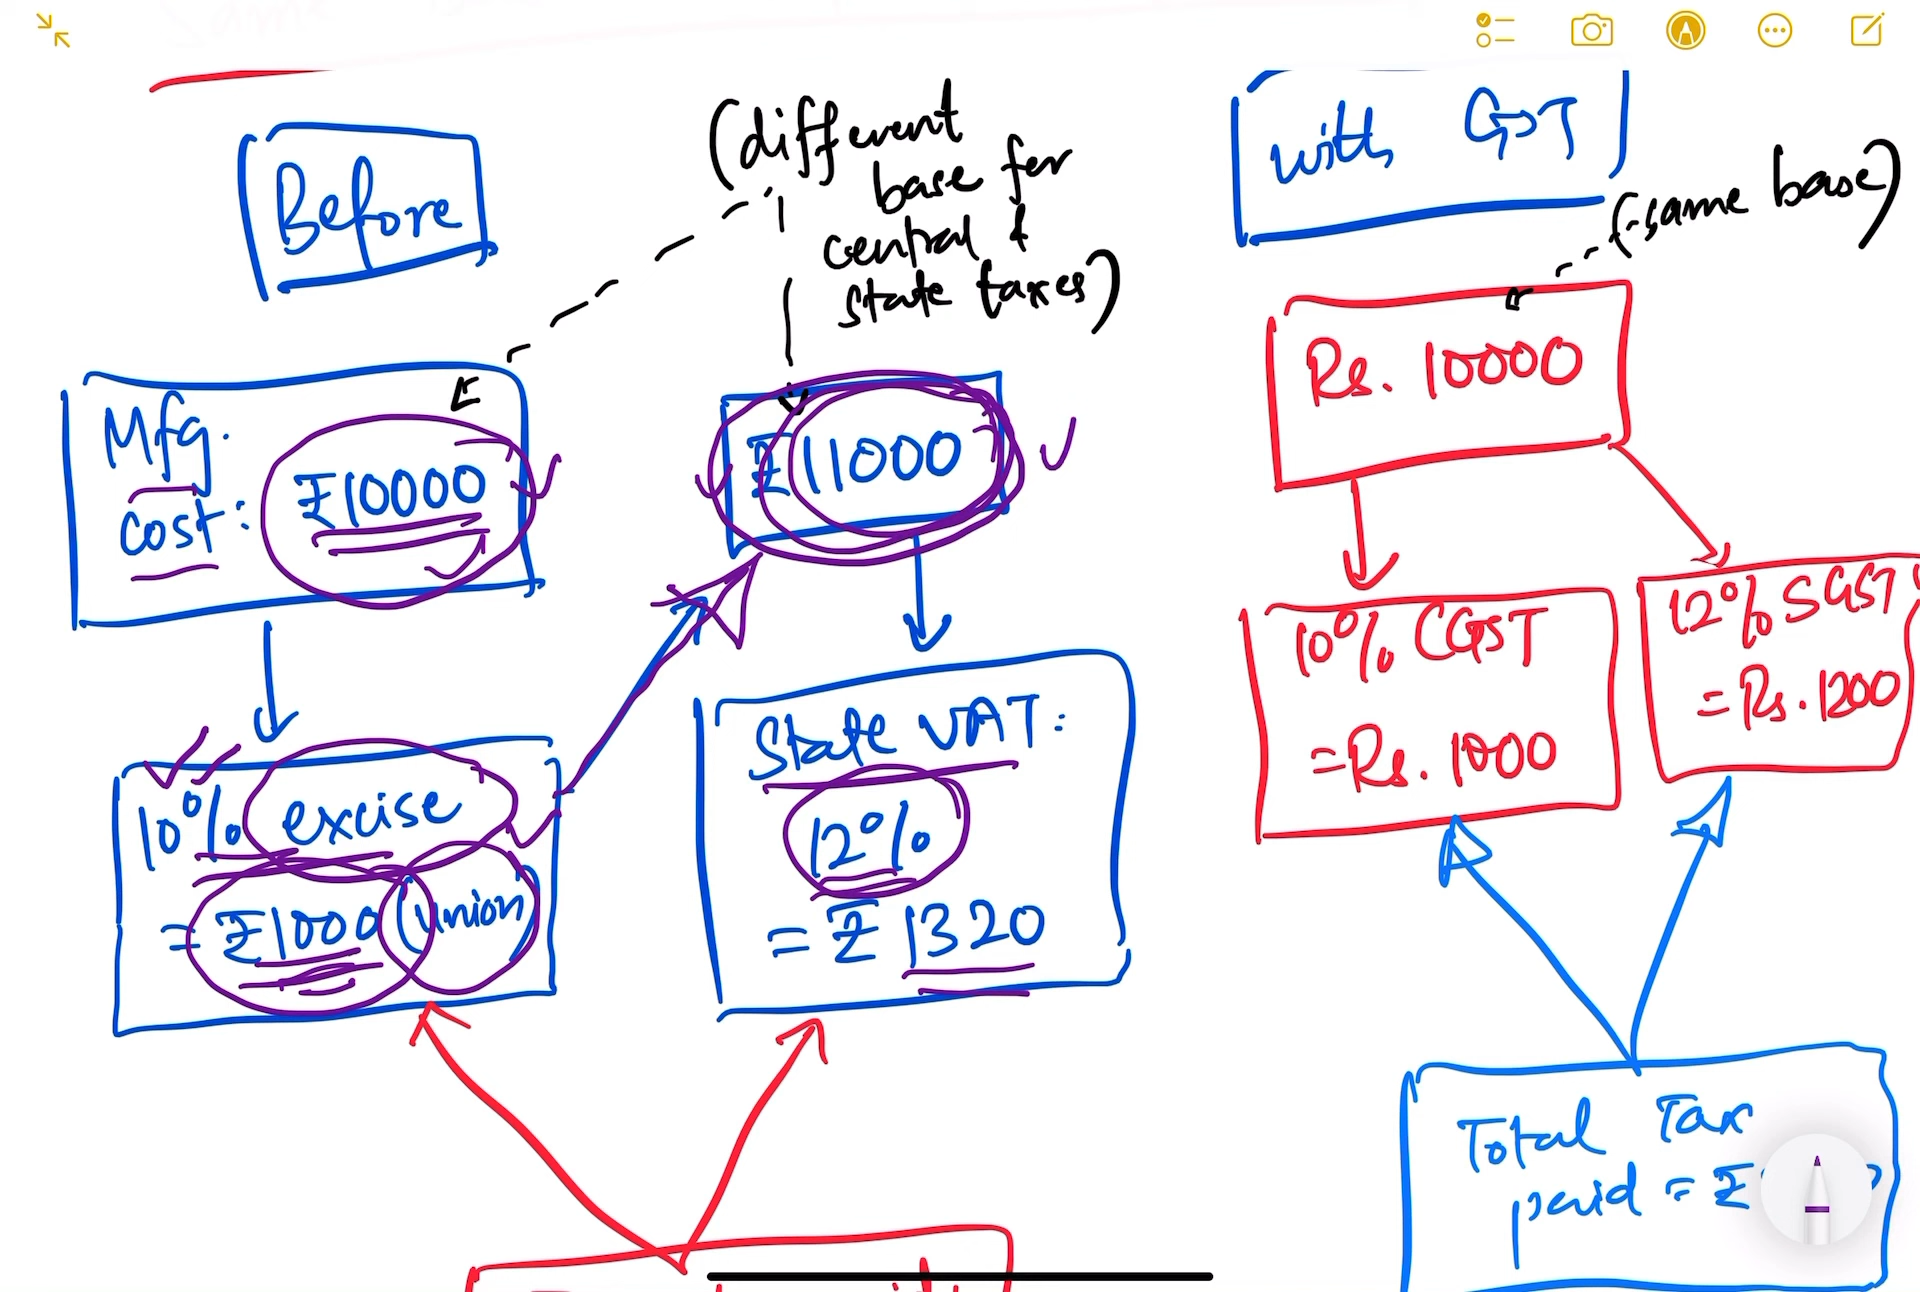 Before
(different
base for
central &
state taxes)
Mfg.
cost: ₹10000
10% excise
= ₹1000 (union)
₹11000
State VAT:
12%
= ₹1320
with GST
(same base)
Rs. 10000
10% CGST
=Rs. 1000
12% SGST
= Rs. 1200
Total Tax
paid = ₹